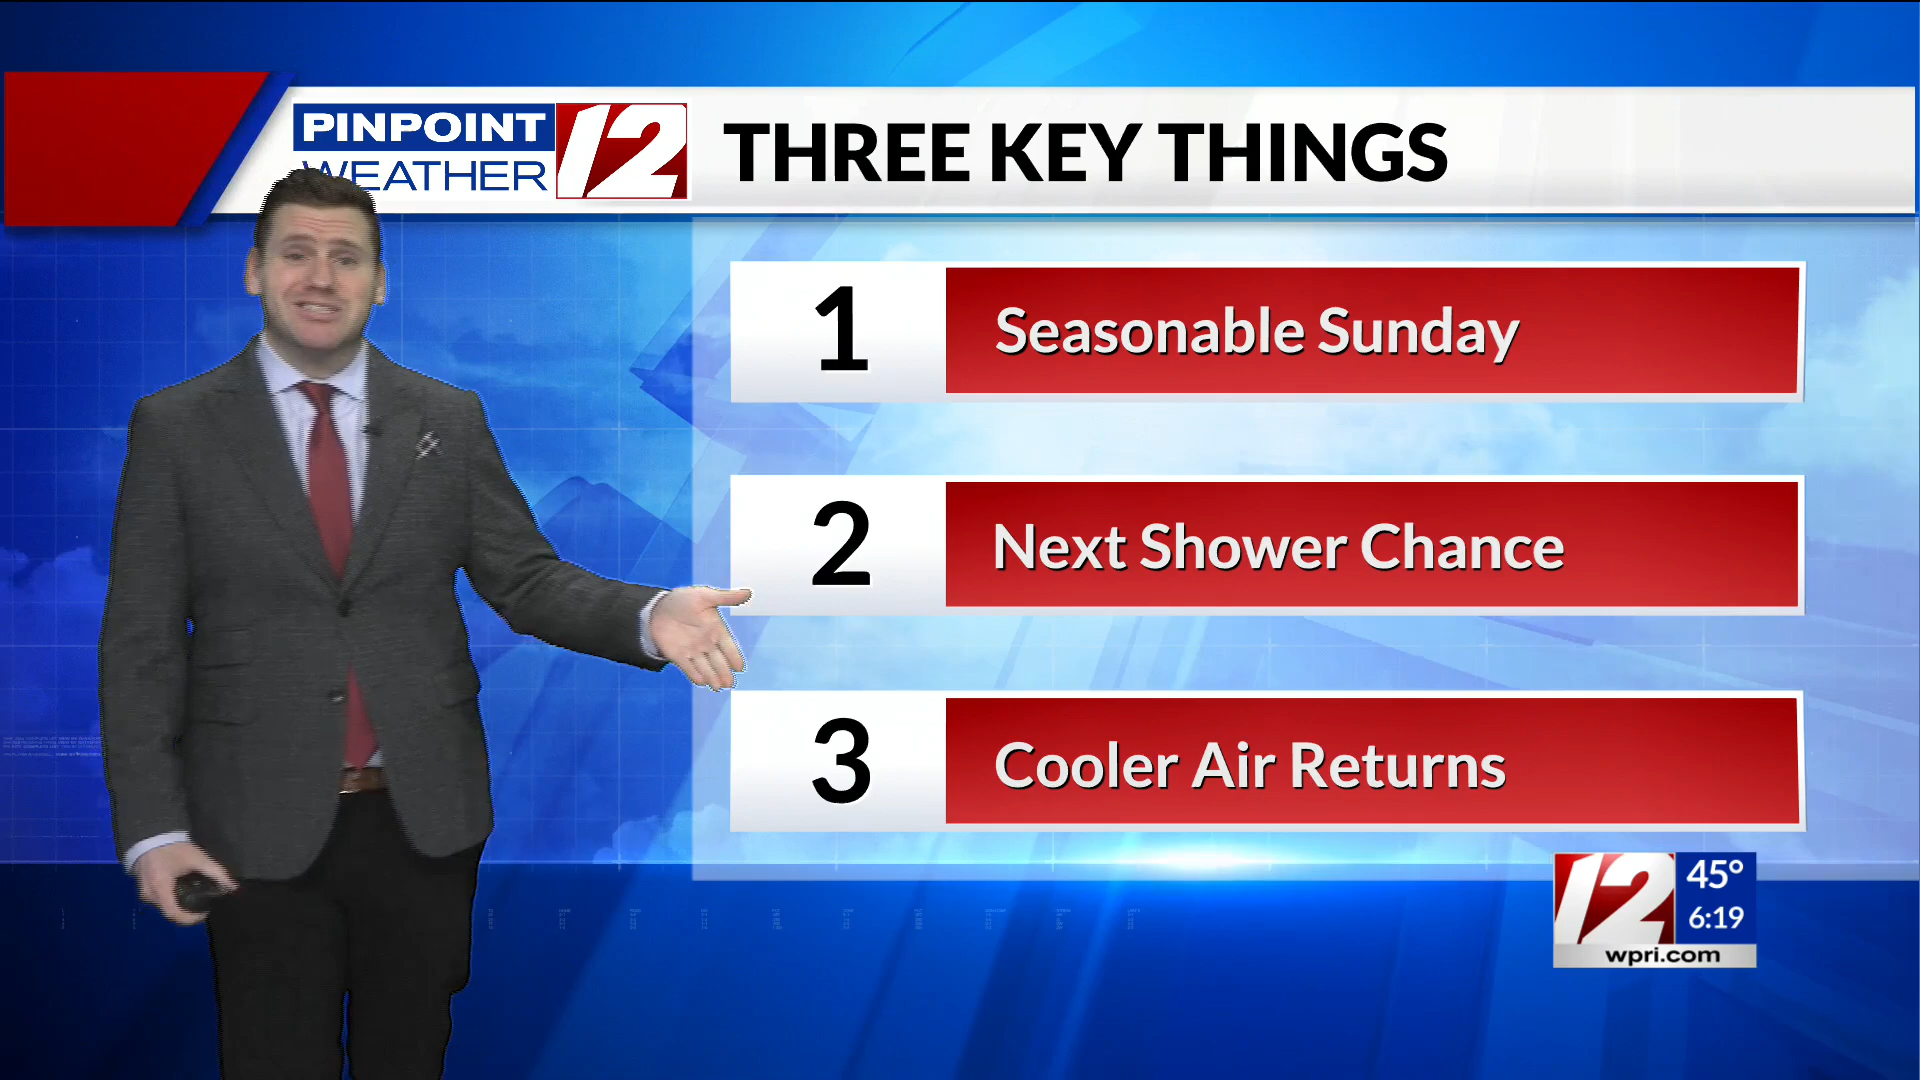 PINPOINT
WEATHER
12
THREE KEY THINGS
1
Seasonable Sunday
2
Next Shower Chance
3
Cooler Air Returns
12
45°
6:19
wpri.com